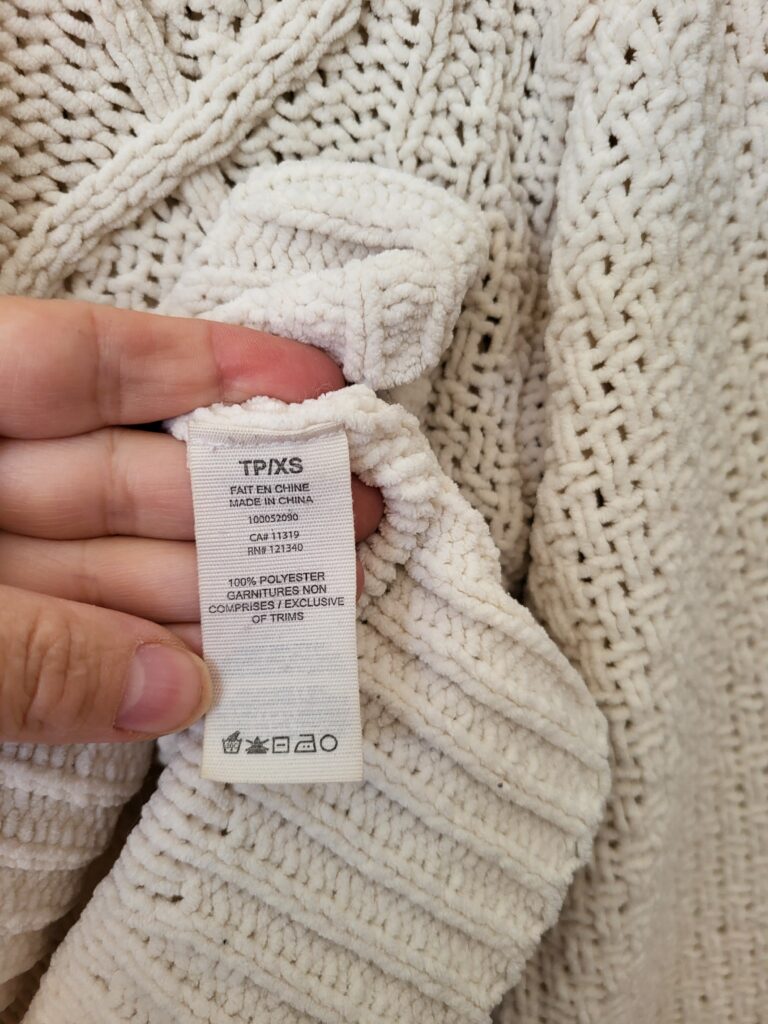 TP/XS
FAIT EN CHINE
MADE IN CHINA
100052090
CA# 11319
RN# 121340
100% POLYESTER
GARNITURES NON
COMPRISES / EXCLUSIVE
OF TRIMS